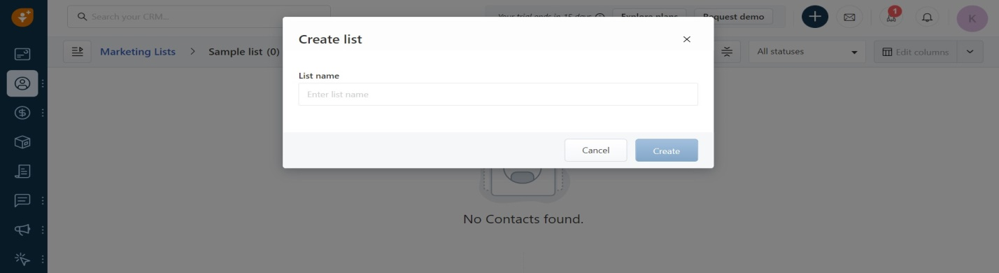 Search your CRM...
Your trial ends in 15 days
Explore plans
Request demo
1
K
Marketing Lists > Sample list (0)
All statuses
Edit columns
Create list
List name
Enter list name
Cancel
Create
No Contacts found.